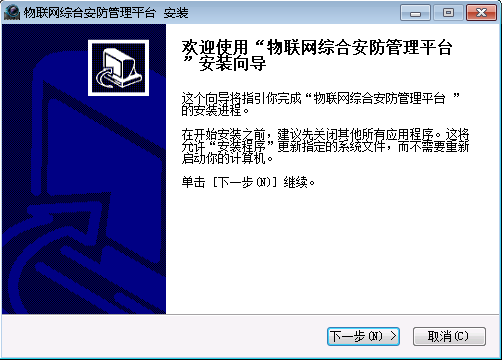 物联网综合安防管理平台 安装
欢迎使用“物联网综合安防管理平台
”安装向导
这个向导将指引你完成“物联网综合安防管理平台 ”
的安装进程。
在开始安装之前，建议先关闭其他所有应用程序。这将
允许“安装程序”更新指定的系统文件，而不需要重新
启动你的计算机。
单击 [下一步(N)] 继续。
下一步(N) >
取消(C)